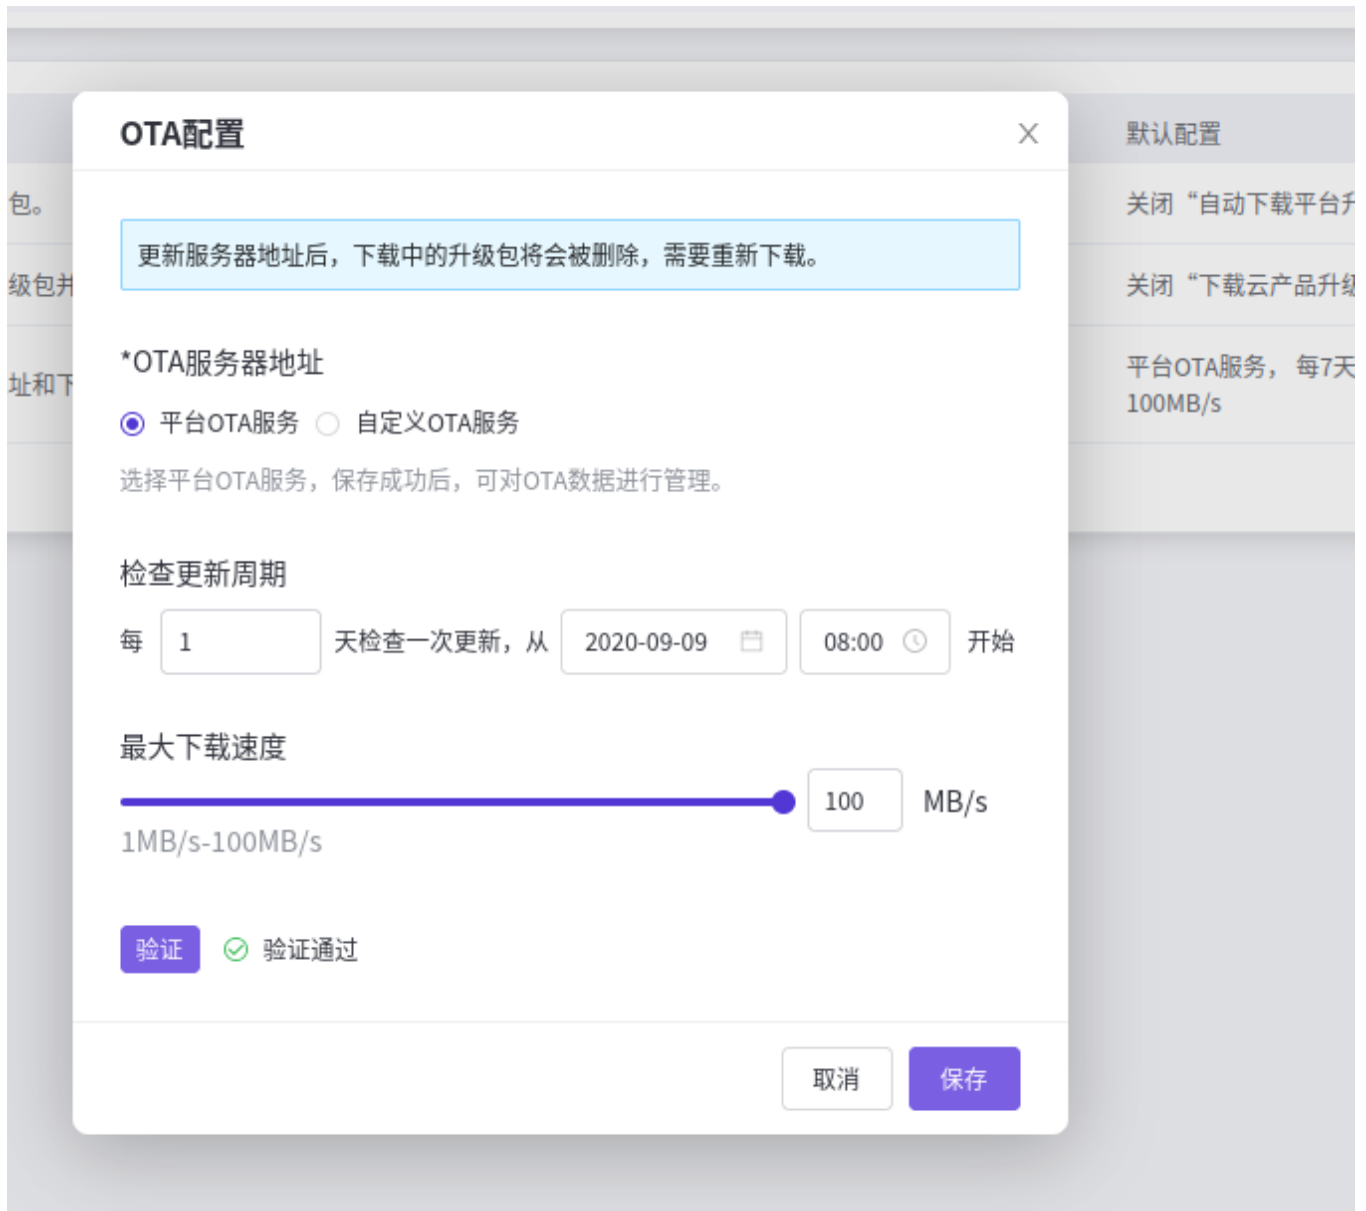 OTA配置
默认配置
包。
关闭“自动下载平台升
更新服务器地址后，下载中的升级包将会被删除，需要重新下载。
级包并
关闭“下载云产品升级
*OTA服务器地址
址和下
平台OTA服务， 每7天
100MB/s
平台OTA服务 自定义OTA服务
选择平台OTA服务，保存成功后，可对OTA数据进行管理。
检查更新周期
每 1 天检查一次更新，从 2020-09-09 08:00 开始
最大下载速度
100 MB/s
1MB/s-100MB/s
验证 验证通过
取消 保存